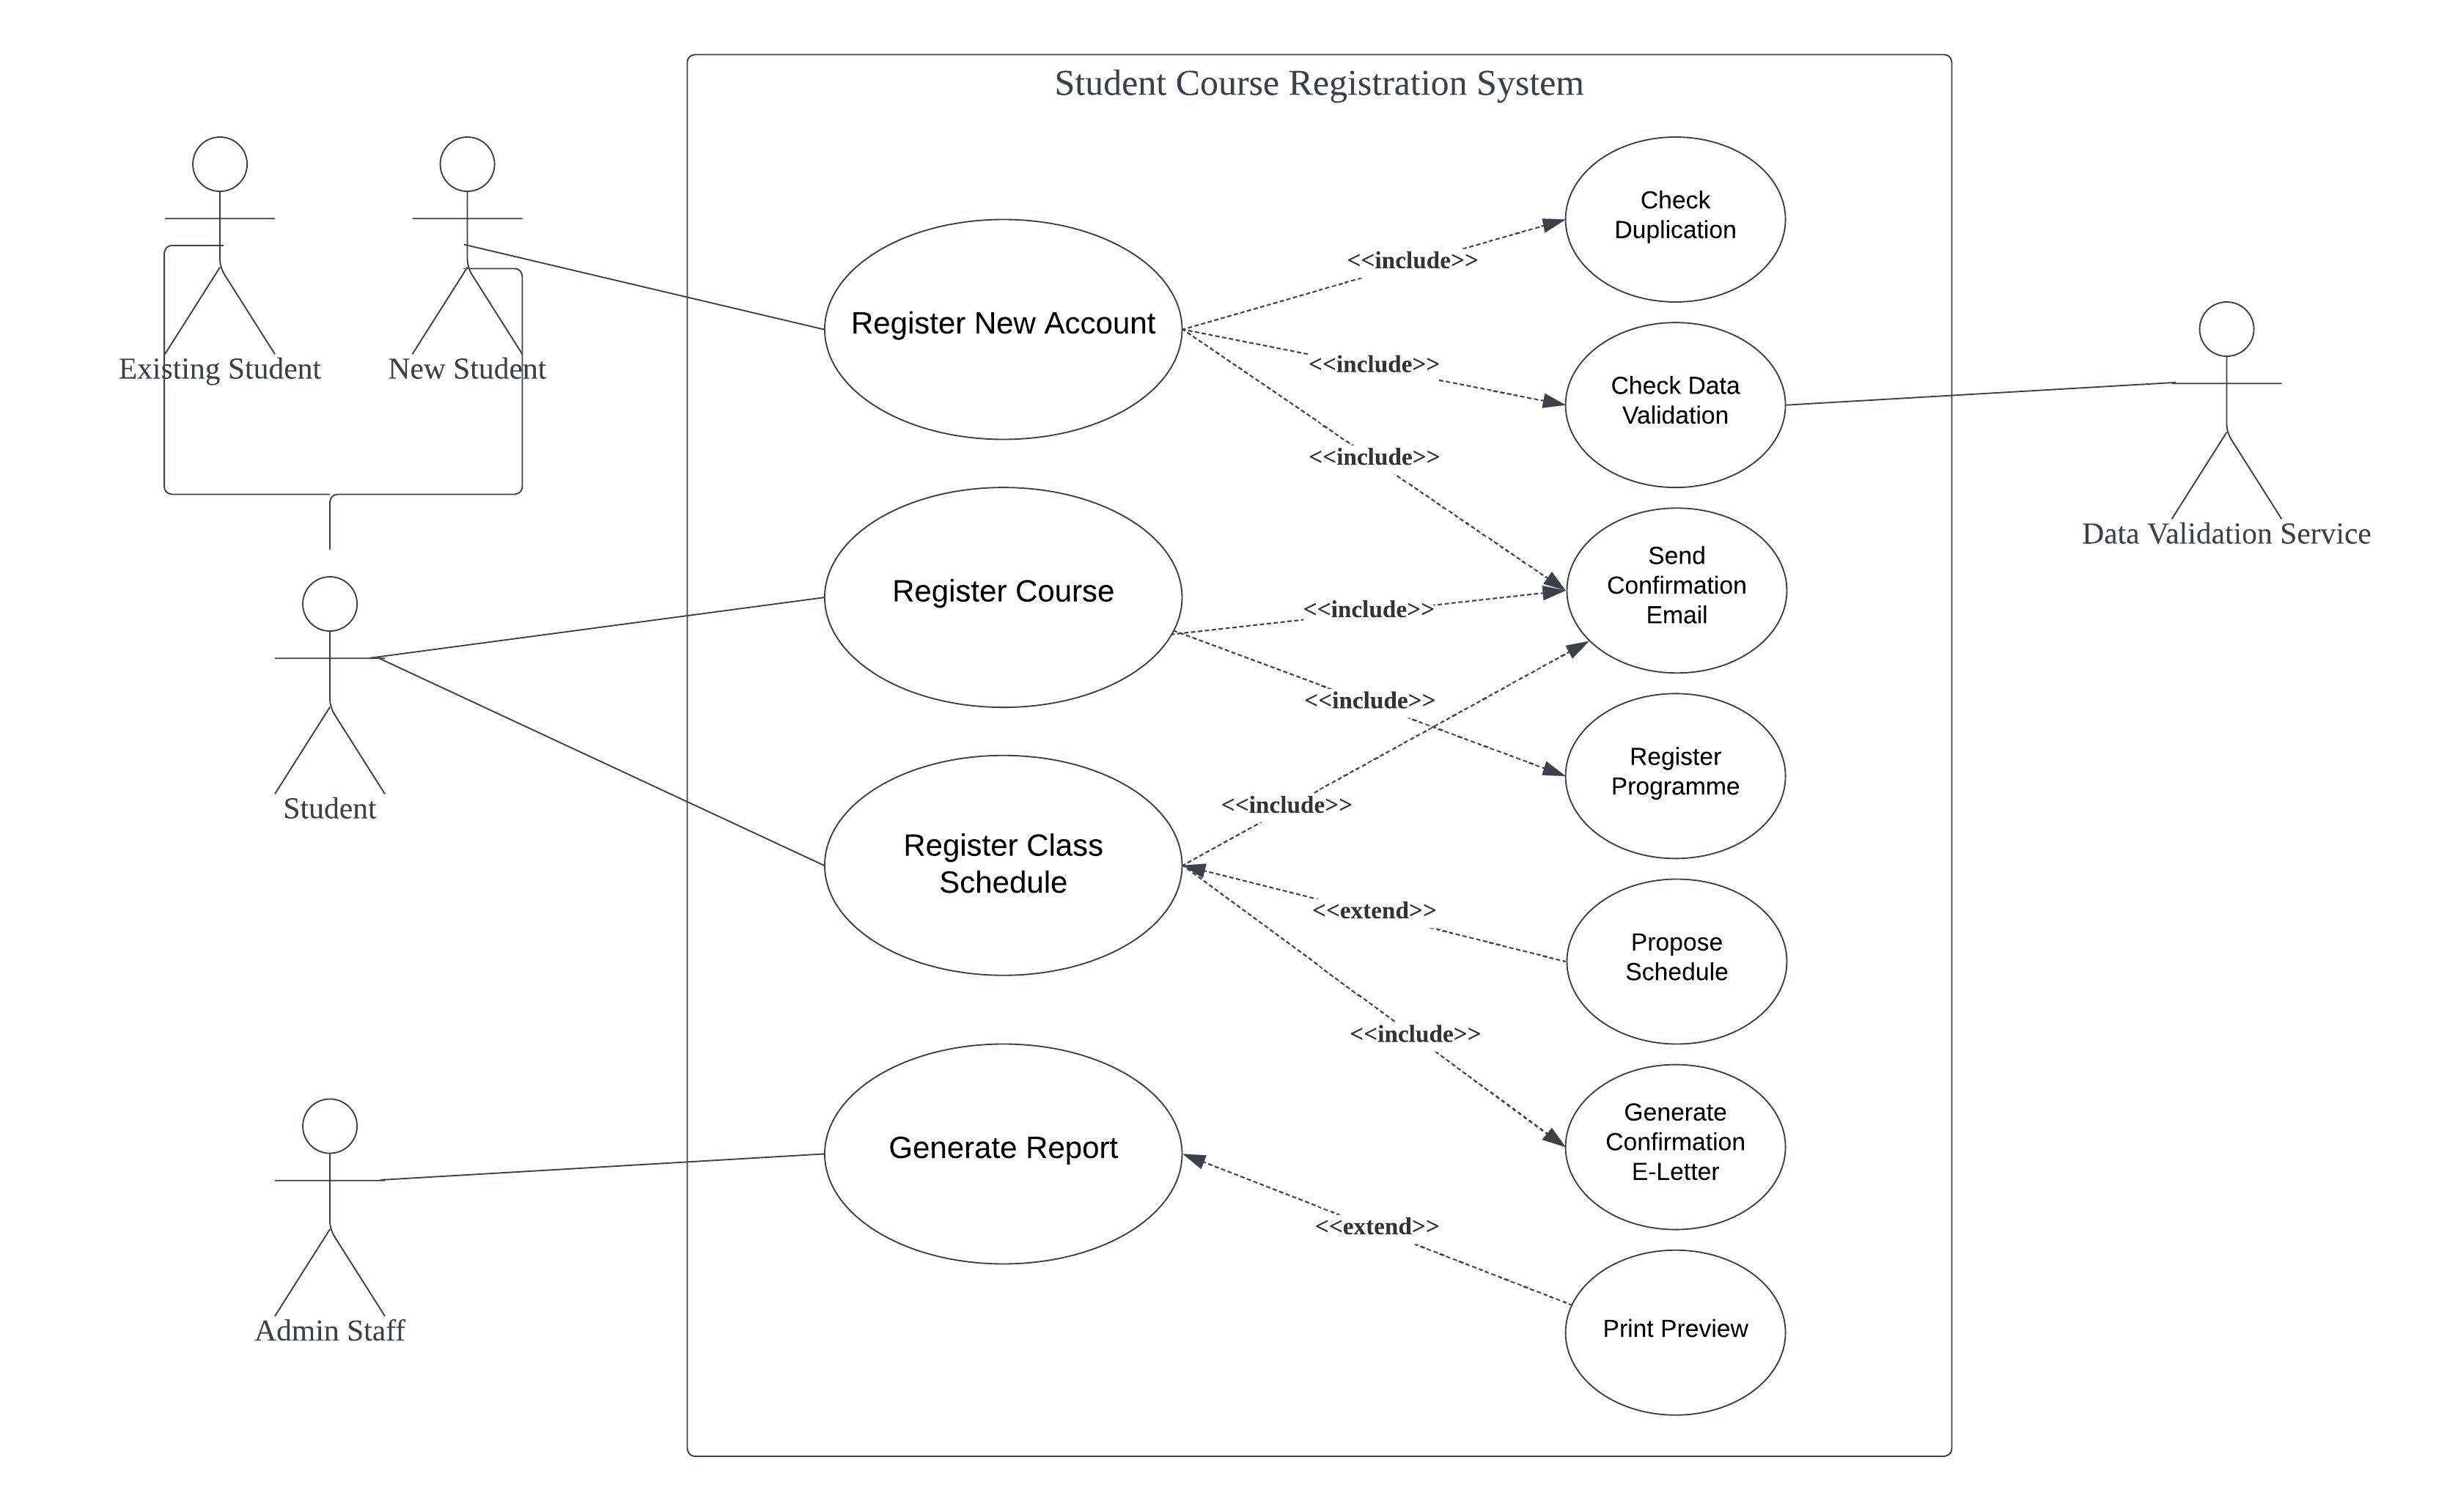 Student Course Registration System
Existing Student
New Student
Student
Admin Staff
Register New Account
Register Course
Register Class
Schedule
Generate Report
<<include>>
<<include>>
<<include>>
<<include>>
<<include>>
<<include>>
<<extend>>
<<include>>
<<extend>>
Check
Duplication
Check Data
Validation
Send
Confirmation
Email
Register
Programme
Propose
Schedule
Generate
Confirmation
E-Letter
Print Preview
Data Validation Service